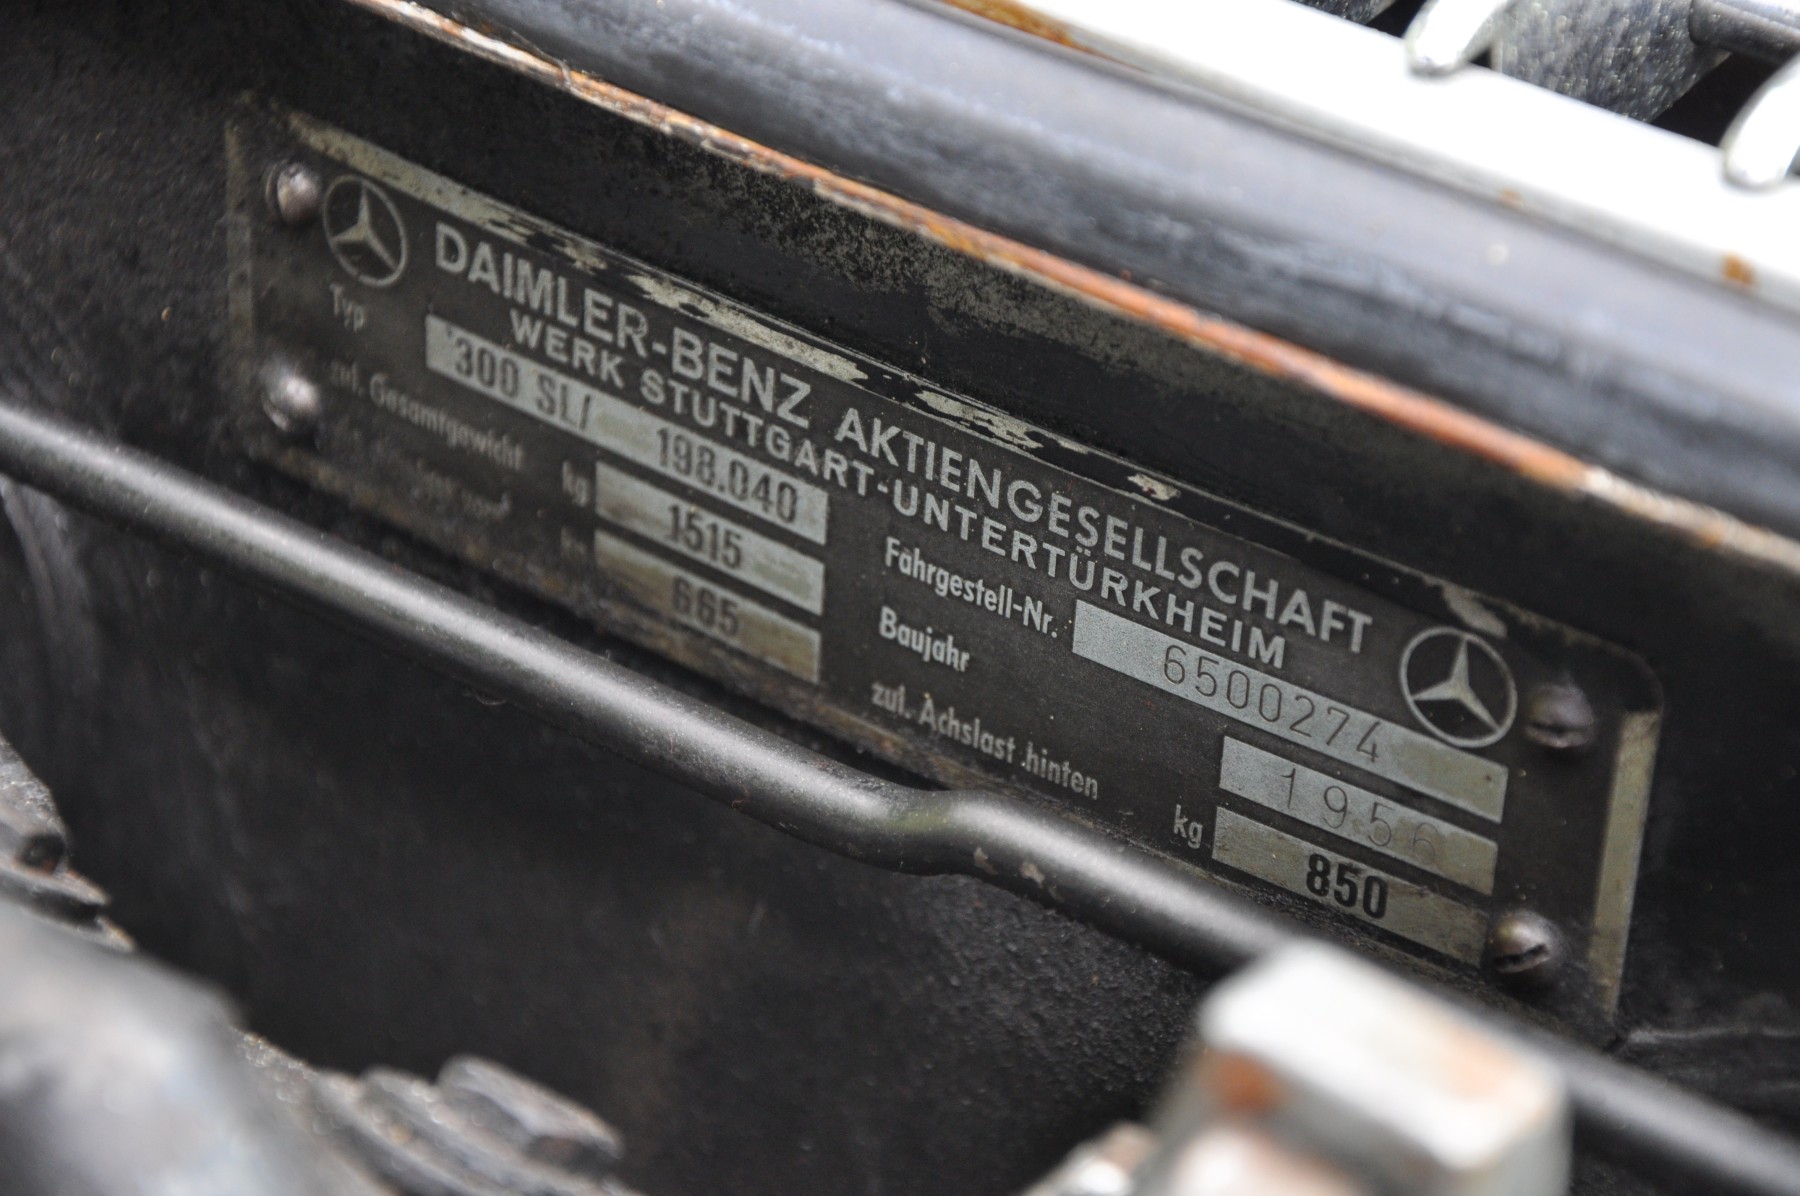 DAIMLER-BENZ AKTIENGESELLSCHAFT
WERK STUTTGART-UNTERTÜRKHEIM
Typ 300 SL/ 198.040
Fahrgestell-Nr. 6500274
zul. Gesamtgewicht kg 1515
Baujahr 1956
665
zul. Achslast hinten kg 850